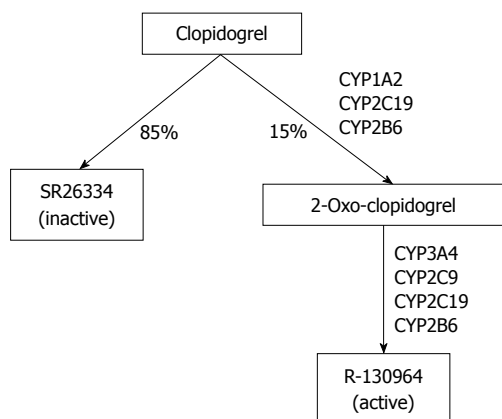 Clopidogrel
CYP1A2
CYP2C19
CYP2B6
85%
15%
SR26334
(inactive)
2-Oxo-clopidogrel
CYP3A4
CYP2C9
CYP2C19
CYP2B6
R-130964
(active)